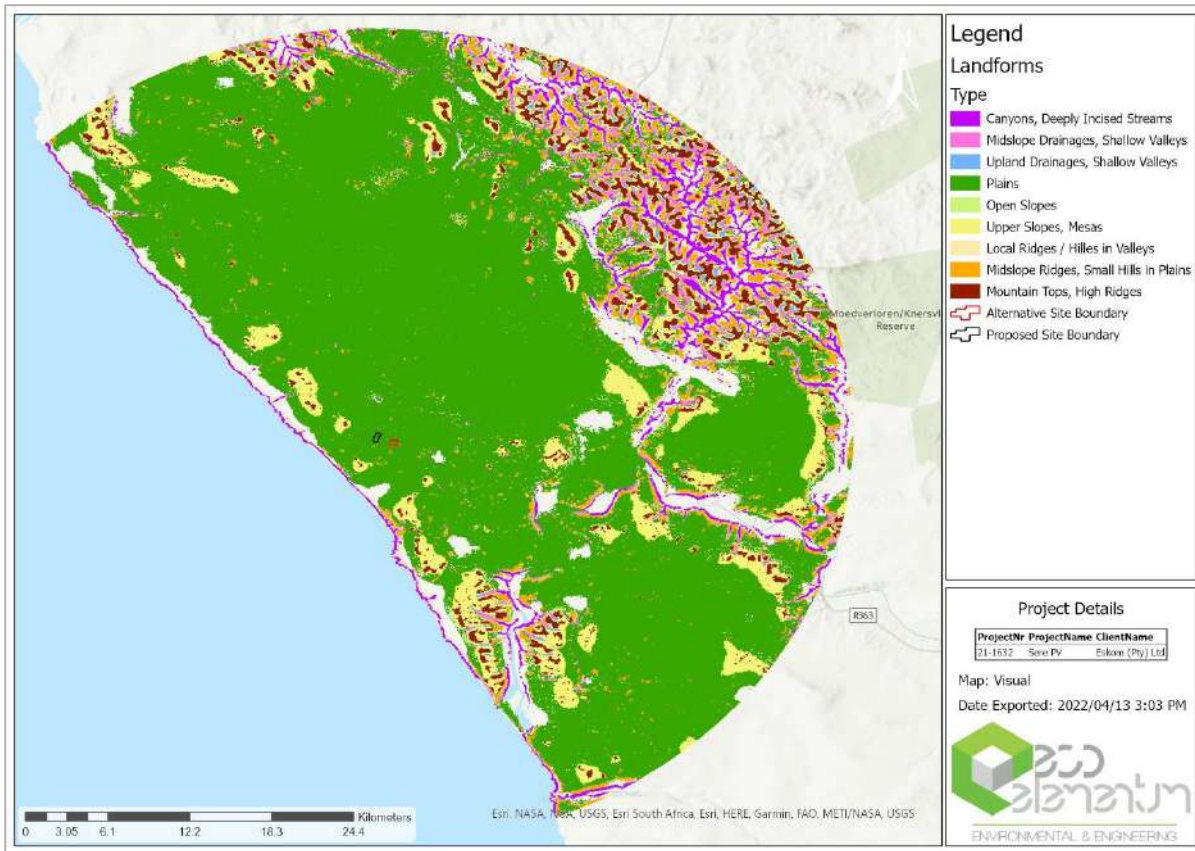 Legend
Landforms
Type
Canyons, Deeply Incised Streams
Midslope Drainages, Shallow Valleys
Upland Drainages, Shallow Valleys
Plains
Open Slopes
Upper Slopes, Mesas
Local Ridges / Hilles in Valleys
Midslope Ridges, Small Hills in Plains
Mountain Tops, High Ridges
Alternative Site Boundary
Proposed Site Boundary
Moedverloren/Knersvl
Reserve
R363
Kilometers
0 3.05 6.1 12.2 18.3 24.4
Esri, NASA, NGA, USGS, Esri South Africa, Esri, HERE, Garmin, FAO, METI/NASA, USGS
Project Details
ProjectNr ProjectName ClientName
21-1632 Sere PV Eskom (Pty) Ltd
Map: Visual
Date Exported: 2022/04/13 3:03 PM
eco
elementum
ENVIRONMENTAL & ENGINEERING